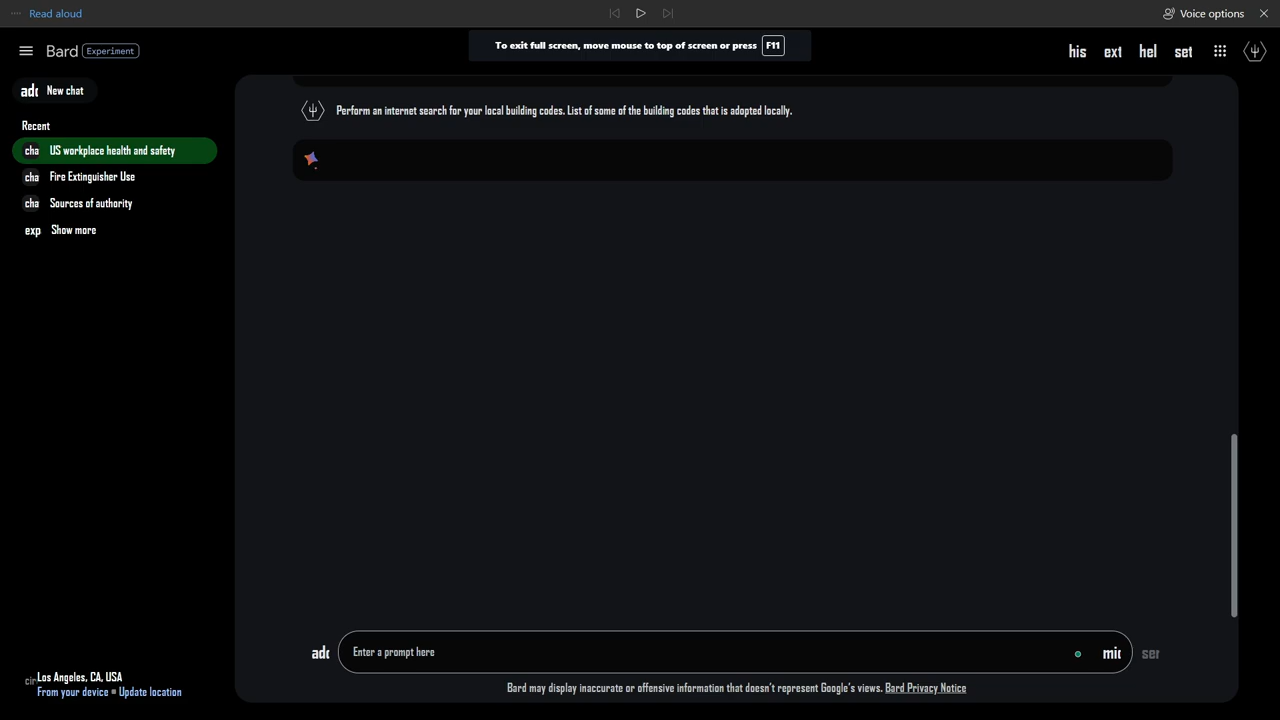 Read aloud
Voice options
To exit full screen, move mouse to top of screen or press F11
Bard Experiment
his ext hel set
New chat
Recent
cha US workplace health and safety
cha Fire Extinguisher Use
cha Sources of authority
exp Show more
Perform an internet search for your local building codes. List of some of the building codes that is adopted locally.
Enter a prompt here
Bard may display inaccurate or offensive information that doesn't represent Google's views. Bard Privacy Notice
Los Angeles, CA, USA
From your device • Update location